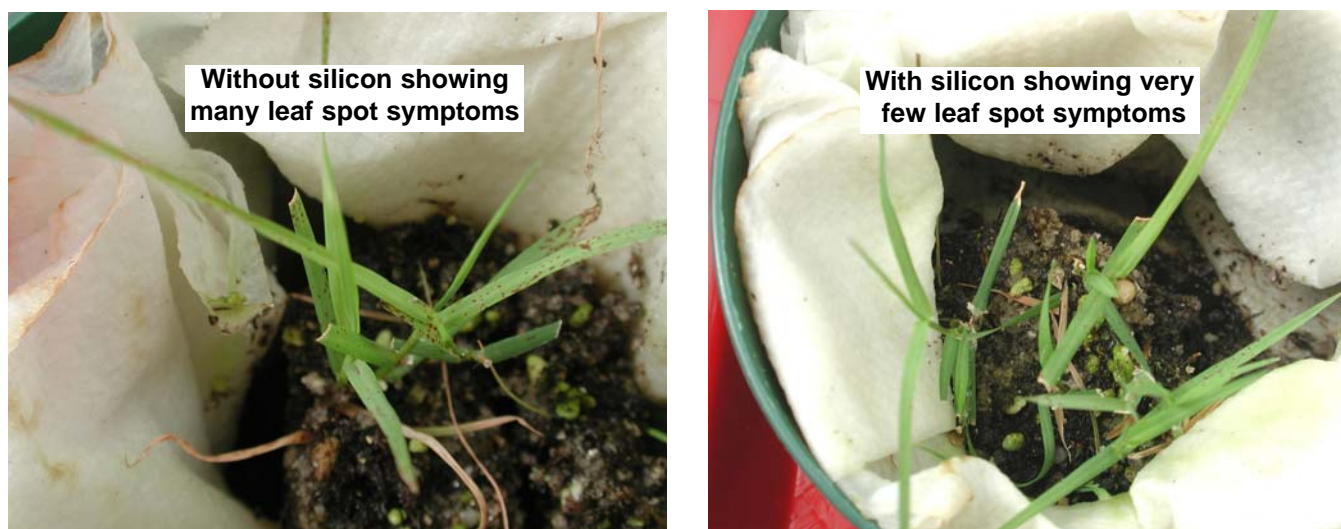 Without silicon showing
many leaf spot symptoms
With silicon showing very
few leaf spot symptoms